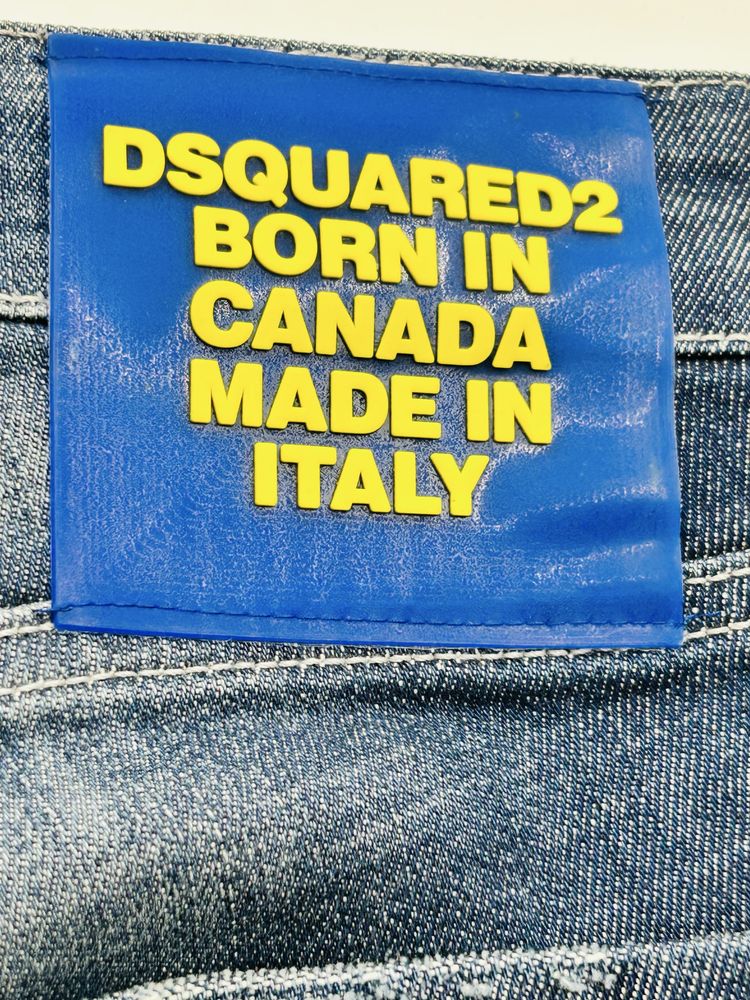 DSQUARED2
BORN IN
CANADA
MADE IN
ITALY